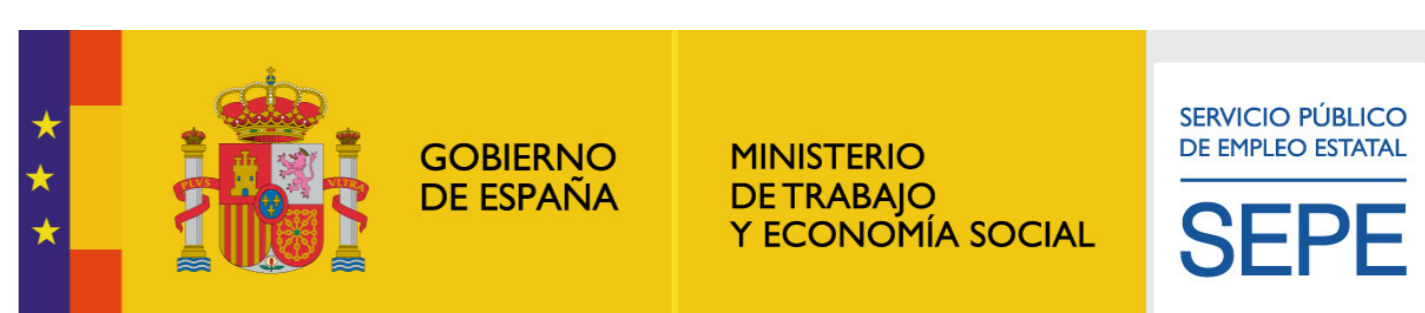 PLVS
VLTRA
GOBIERNO
DE ESPAÑA
MINISTERIO
DE TRABAJO
Y ECONOMÍA SOCIAL
SERVICIO PÚBLICO
DE EMPLEO ESTATAL
SEPE